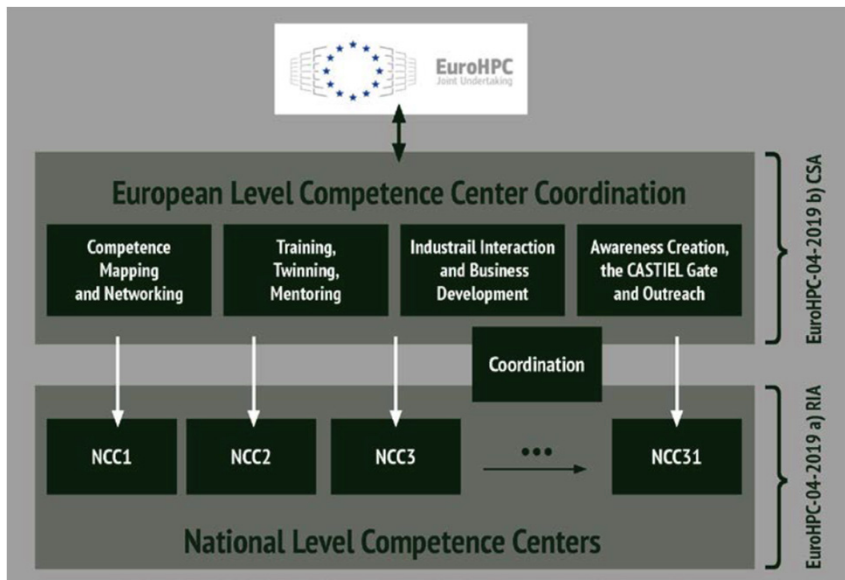 EuroHPC
Joint Undertaking
European Level Competence Center Coordination
Competence
Mapping
and Networking
Training,
Twinning,
Mentoring
Industrail Interaction
and Business
Development
Awareness Creation,
the CASTIEL Gate
and Outreach
EuroHPC-04-2019 b) CSA
Coordination
NCC1
NCC2
NCC3
•••
NCC31
National Level Competence Centers
EuroHPC-04-2019 a) RIA